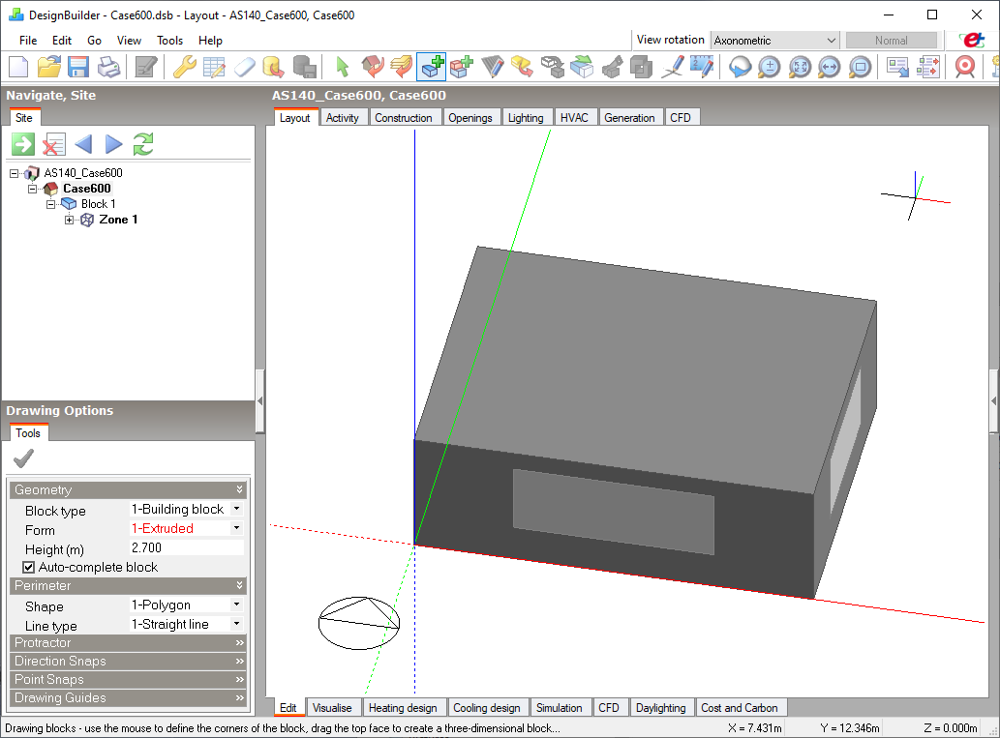 DesignBuilder - Case600.dsb - Layout - AS140_Case600, Case600
File Edit Go View Tools Help
View rotation Axonometric Normal
Navigate, Site
Site
AS140_Case600
Case600
Block 1
Zone 1
AS140_Case600, Case600
Layout Activity Construction Openings Lighting HVAC Generation CFD
Drawing Options
Tools
Geometry
Block type 1-Building block
Form 1-Extruded
Height (m) 2.700
Auto-complete block
Perimeter
Shape 1-Polygon
Line type 1-Straight line
Protractor
Direction Snaps
Point Snaps
Drawing Guides
Edit Visualise Heating design Cooling design Simulation CFD Daylighting Cost and Carbon
Drawing blocks - use the mouse to define the corners of the block, drag the top face to create a three-dimensional block... X = 7.431m Y = 12.346m Z = 0.000m